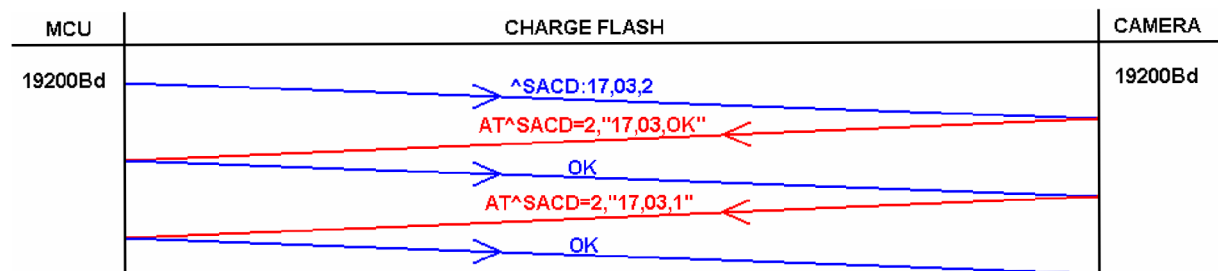 MCU CHARGE FLASH CAMERA
19200Bd 19200Bd
^SACD:17,03,2
AT^SACD=2,"17,03,OK"
OK
AT^SACD=2,"17,03,1"
OK